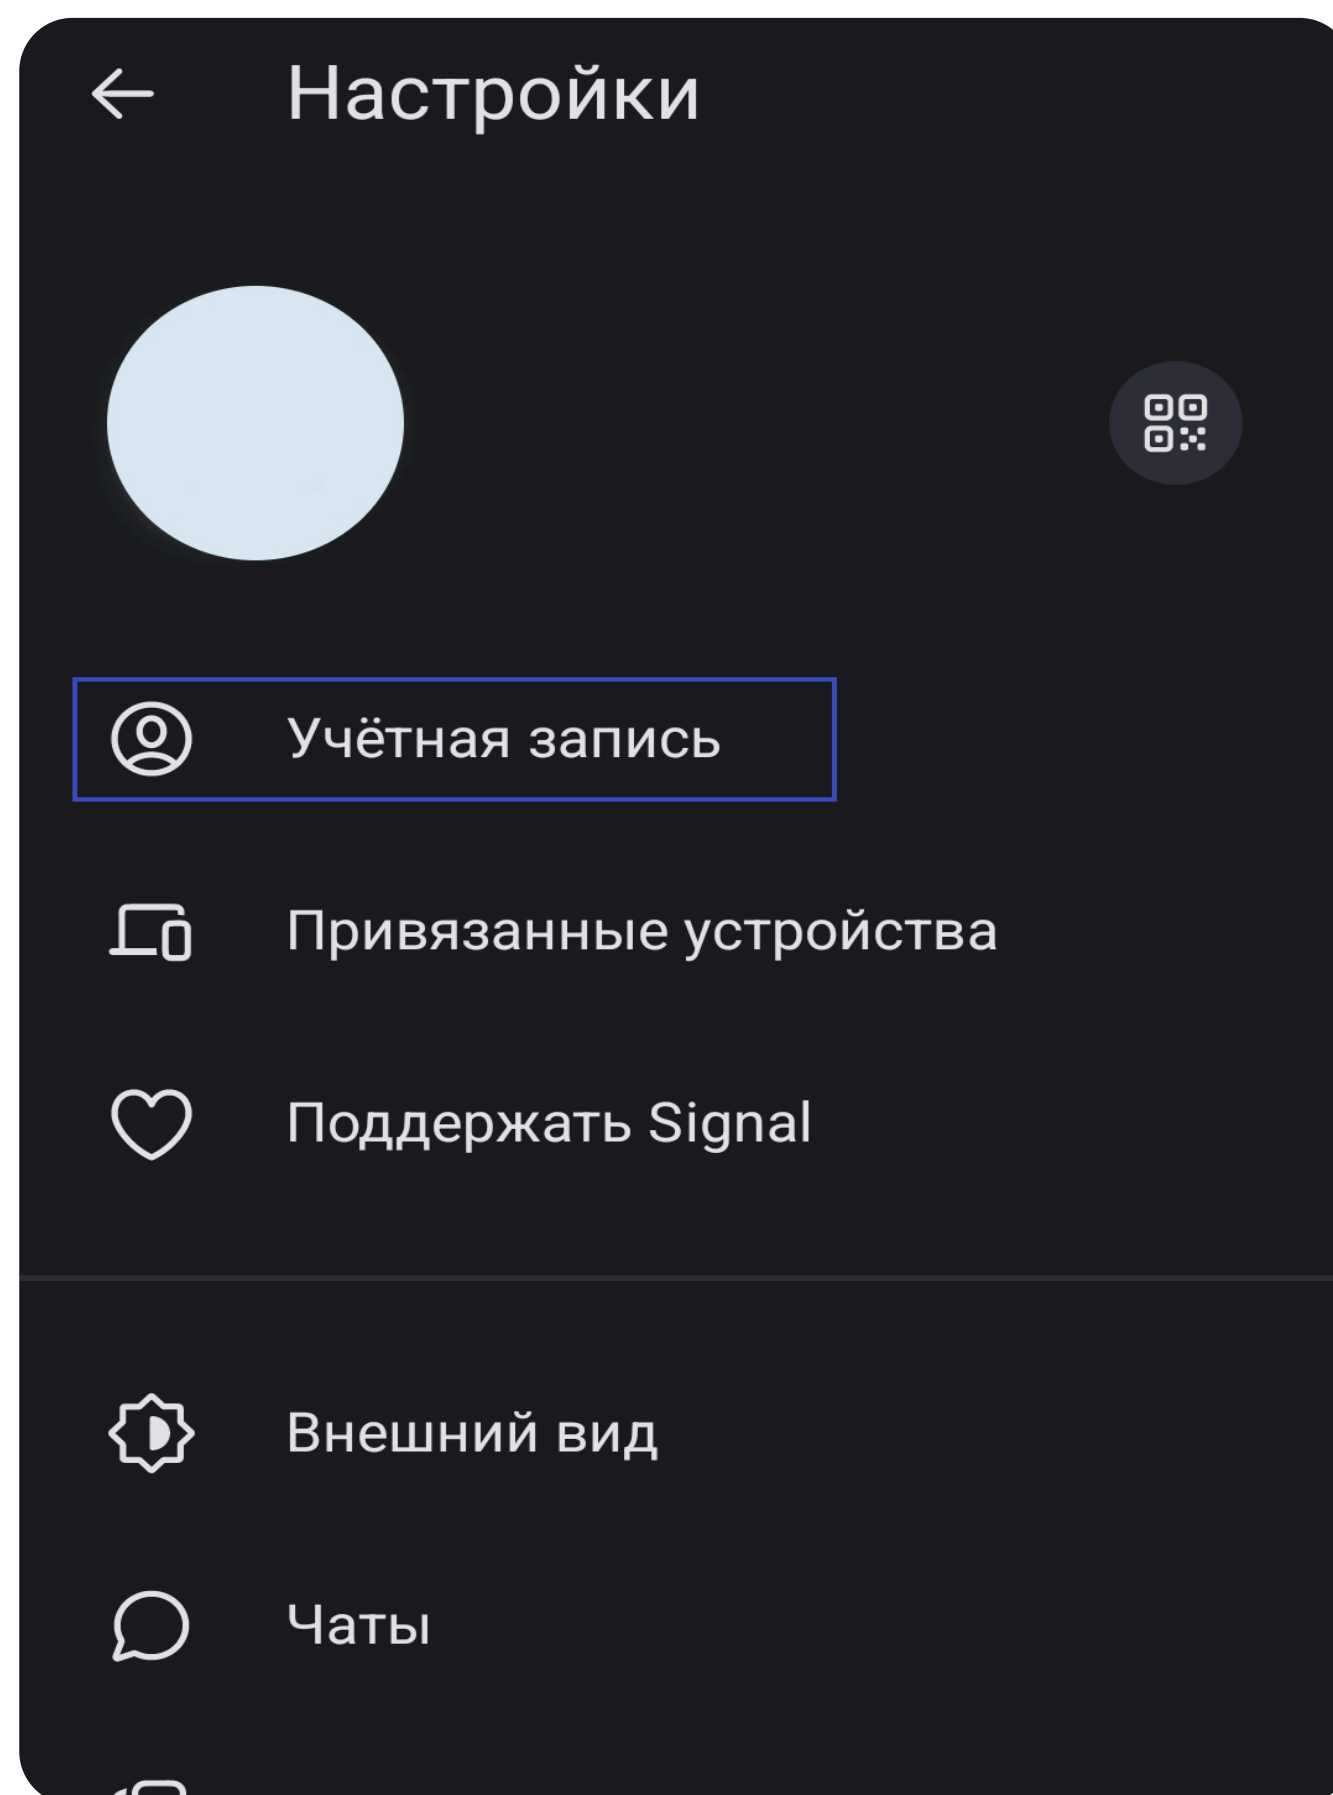 Настройки
Учётная запись
Привязанные устройства
Поддержать Signal
Внешний вид
Чаты